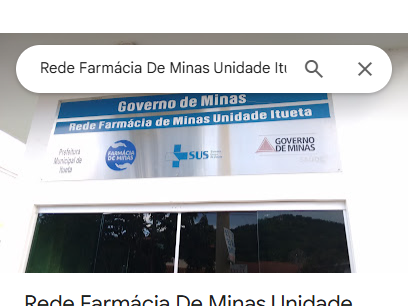 Rede Farmácia De Minas Unidade Itu
Governo de Minas
Rede Farmácia de Minas Unidade Itueta
Prefeitura
Municipal de
Itueta
FARMÁCIA
DE MINAS
SUS
GOVERNO
DE MINAS
Rede Farmácia De Minas Unidade